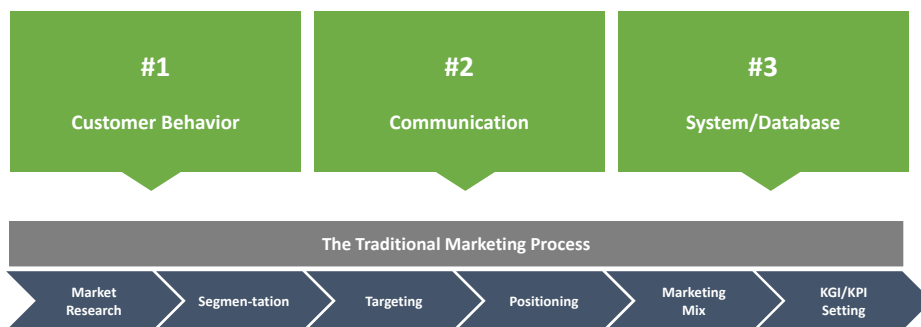 #1
Customer Behavior
#2
Communication
#3
System/Database
The Traditional Marketing Process
Market
Research
Segmen-tation
Targeting
Positioning
Marketing
Mix
KGI/KPI
Setting